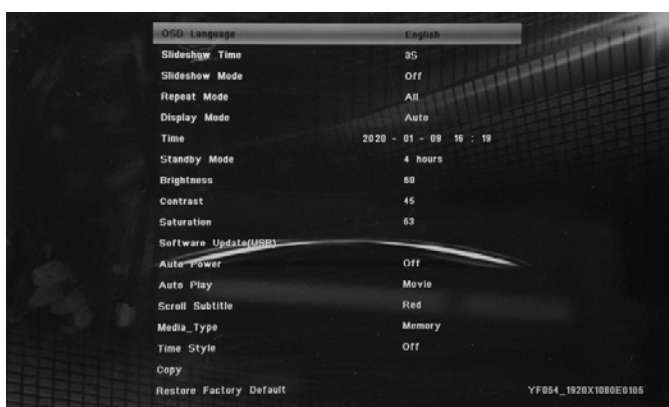 OSD Language English
Slideshow Time 3S
Slideshow Mode Off
Repeat Mode All
Display Mode Auto
Time 2020 - 01 - 09 16 : 19
Standby Mode 4 hours
Brightness 60
Contrast 45
Saturation 53
Software Update(USB)
Auto Power Off
Auto Play Movie
Scroll Subtitle Red
Media_Type Memory
Time Style Off
Copy
Restore Factory Default YF054_1920X1080E0105